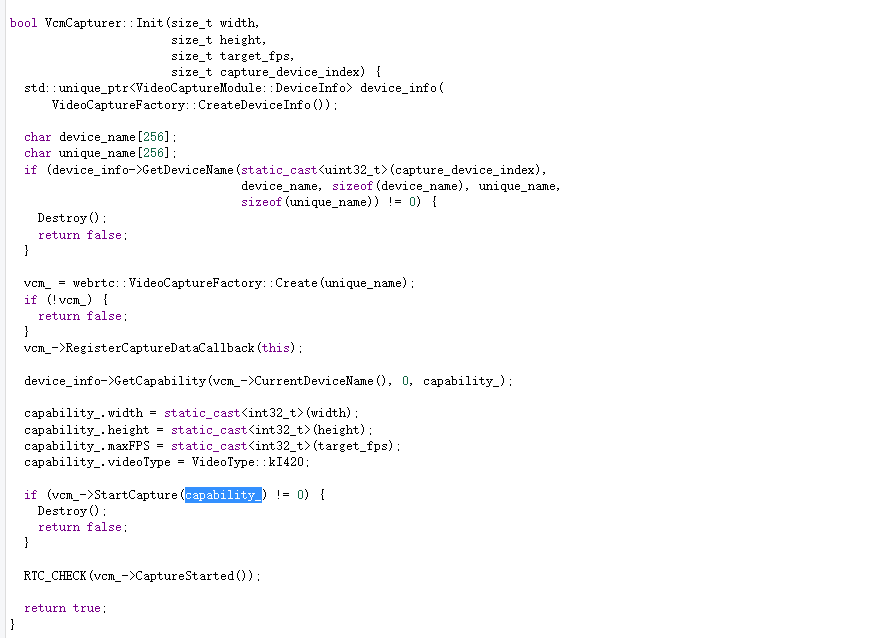 bool VcmCapturer::Init(size_t width,
                       size_t height,
                       size_t target_fps,
                       size_t capture_device_index) {
  std::unique_ptr<VideoCaptureModule::DeviceInfo> device_info(
      VideoCaptureFactory::CreateDeviceInfo());

  char device_name[256];
  char unique_name[256];
  if (device_info->GetDeviceName(static_cast<uint32_t>(capture_device_index),
                                 device_name, sizeof(device_name), unique_name,
                                 sizeof(unique_name)) != 0) {
    Destroy();
    return false;
  }

  vcm_ = webrtc::VideoCaptureFactory::Create(unique_name);
  if (!vcm_) {
    return false;
  }
  vcm_->RegisterCaptureDataCallback(this);

  device_info->GetCapability(vcm_->CurrentDeviceName(), 0, capability_);

  capability_.width = static_cast<int32_t>(width);
  capability_.height = static_cast<int32_t>(height);
  capability_.maxFPS = static_cast<int32_t>(target_fps);
  capability_.videoType = VideoType::kI420;

  if (vcm_->StartCapture(capability_) != 0) {
    Destroy();
    return false;
  }

  RTC_CHECK(vcm_->CaptureStarted());

  return true;
}